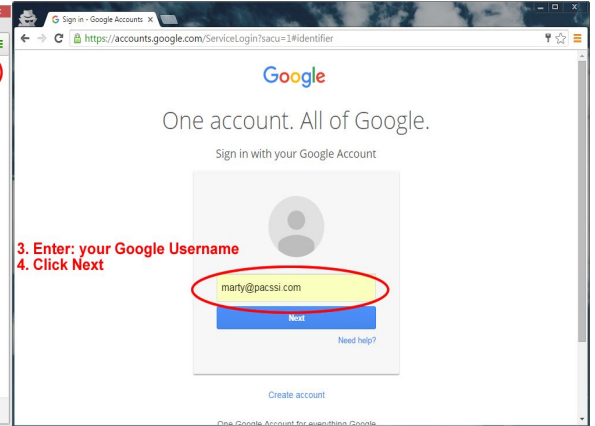 Sign in - Google Accounts
https://accounts.google.com/ServiceLogin?sacu=1#identifier
Google
One account. All of Google.
Sign in with your Google Account
3. Enter: your Google Username
4. Click Next
marty@pacssi.com
Next
Need help?
Create account
One Google Account for everything Google